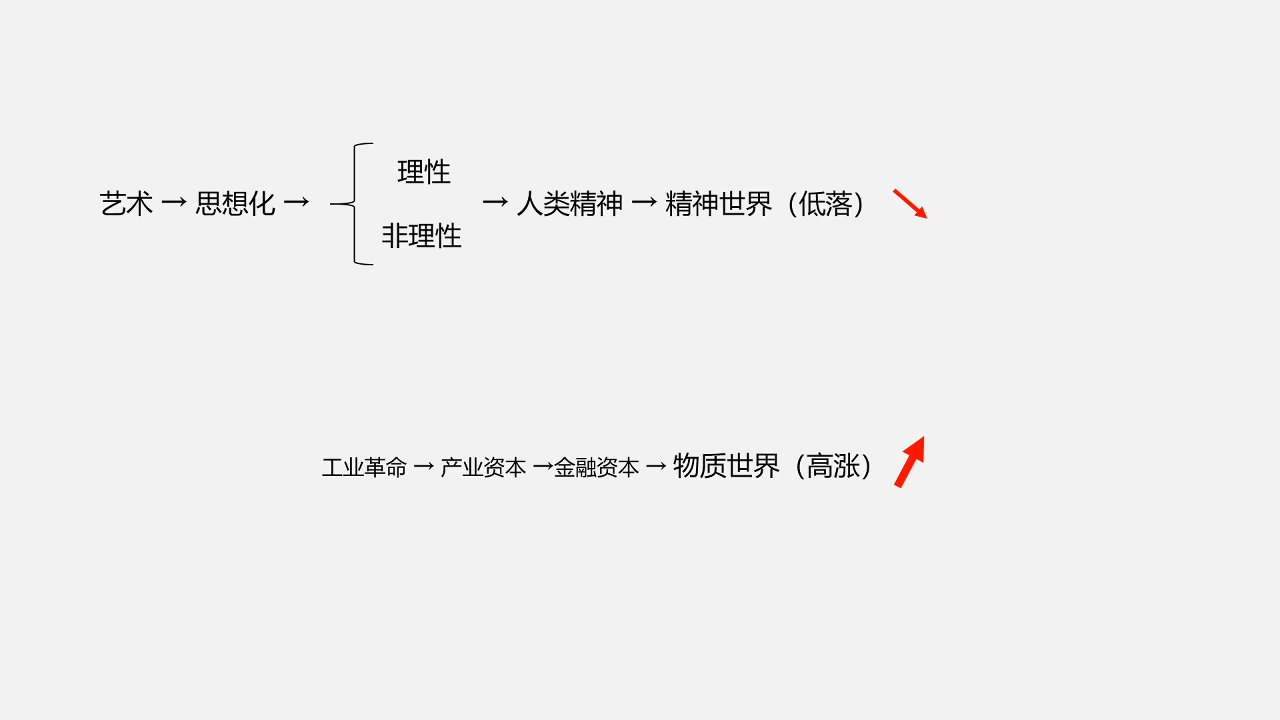 理性
艺术 → 思想化 → → 人类精神 → 精神世界（低落）
非理性
工业革命 → 产业资本 →金融资本 → 物质世界（高涨）